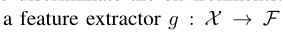 a feature extractor g : 𝒳 → ℱ